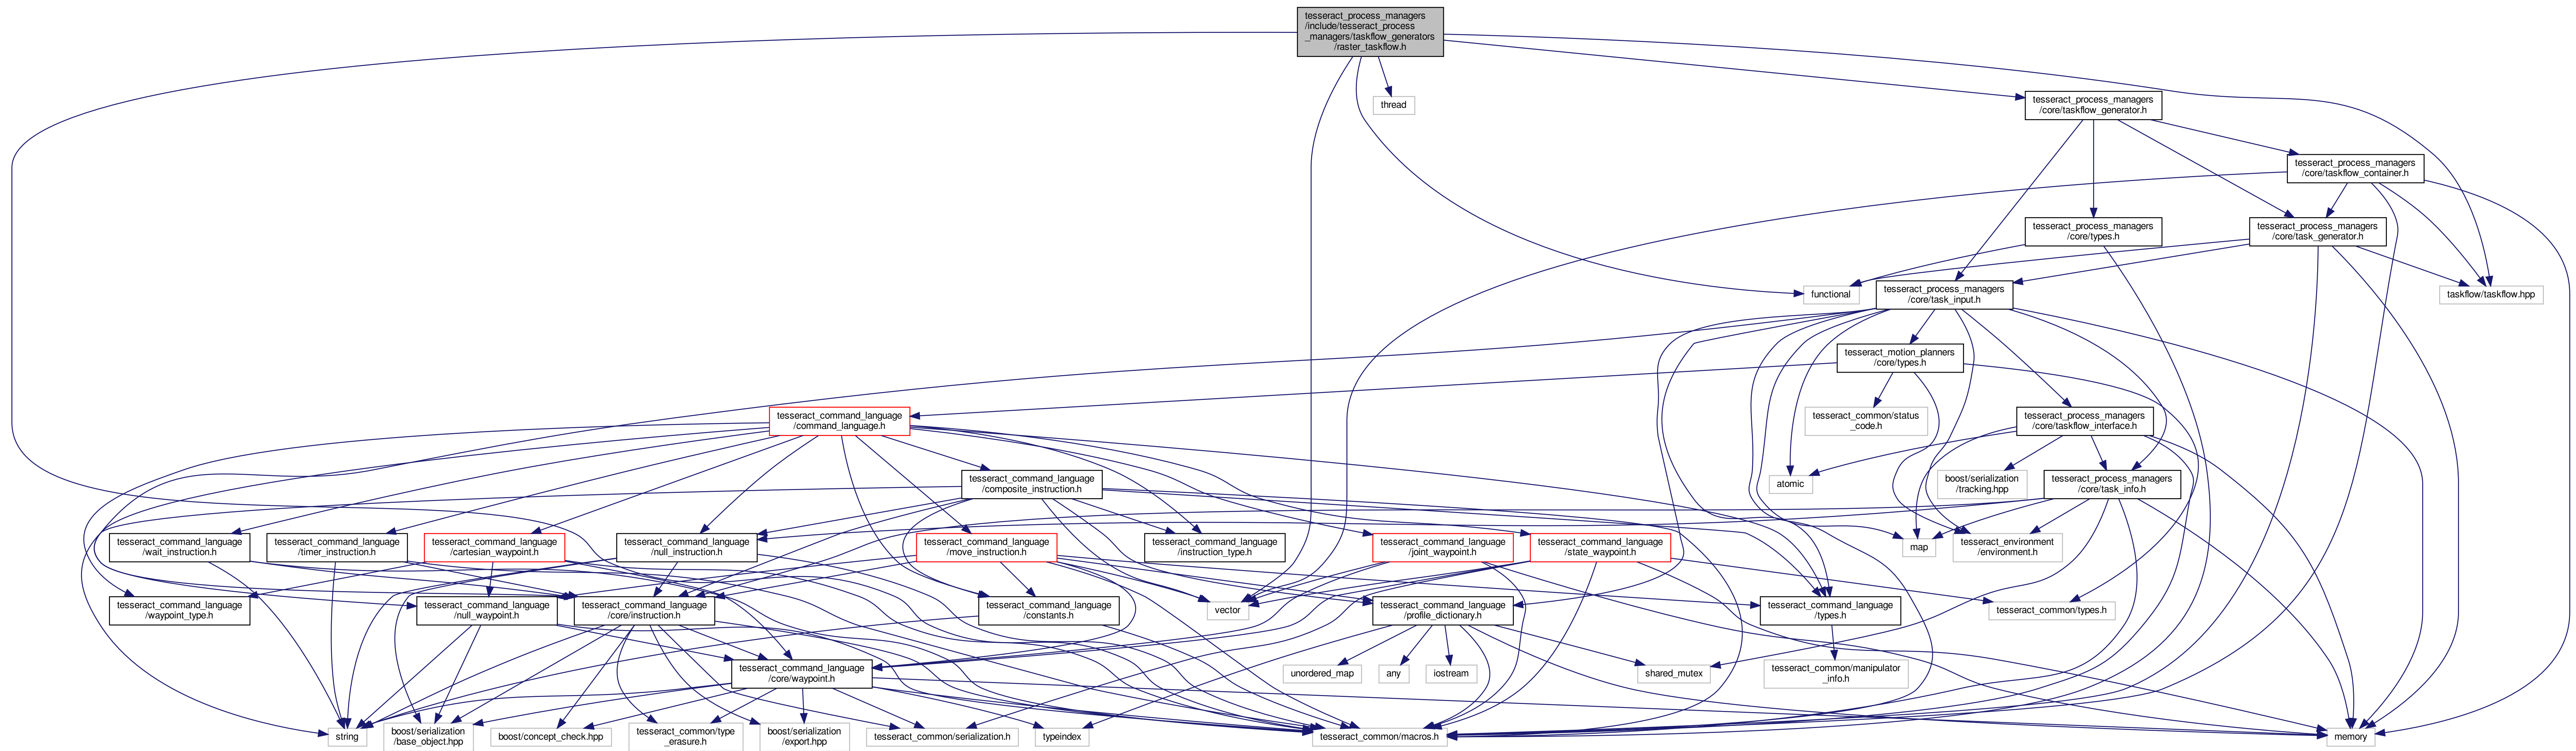 tesseract_process_managers
/include/tesseract_process
_managers/taskflow_generators
/raster_taskflow.h
thread
tesseract_process_managers
/core/taskflow_generator.h
tesseract_process_managers
/core/taskflow_container.h
tesseract_process_managers
/core/types.h
tesseract_process_managers
/core/task_generator.h
functional
tesseract_process_managers
/core/task_input.h
taskflow/taskflow.hpp
tesseract_motion_planners
/core/types.h
tesseract_command_language
/command_language.h
tesseract_common/status
_code.h
tesseract_process_managers
/core/taskflow_interface.h
tesseract_command_language
/composite_instruction.h
atomic
boost/serialization
/tracking.hpp
tesseract_process_managers
/core/task_info.h
tesseract_command_language
/wait_instruction.h
tesseract_command_language
/timer_instruction.h
tesseract_command_language
/cartesian_waypoint.h
tesseract_command_language
/null_instruction.h
tesseract_command_language
/move_instruction.h
tesseract_command_language
/instruction_type.h
tesseract_command_language
/joint_waypoint.h
tesseract_command_language
/state_waypoint.h
map
tesseract_environment
/environment.h
tesseract_command_language
/waypoint_type.h
tesseract_command_language
/null_waypoint.h
tesseract_command_language
/core/instruction.h
tesseract_command_language
/constants.h
vector
tesseract_command_language
/profile_dictionary.h
tesseract_command_language
/types.h
tesseract_common/types.h
tesseract_command_language
/core/waypoint.h
unordered_map
any
iostream
shared_mutex
tesseract_common/manipulator
_info.h
string
boost/serialization
/base_object.hpp
boost/concept_check.hpp
tesseract_common/type
_erasure.h
boost/serialization
/export.hpp
tesseract_common/serialization.h
typeindex
tesseract_common/macros.h
memory